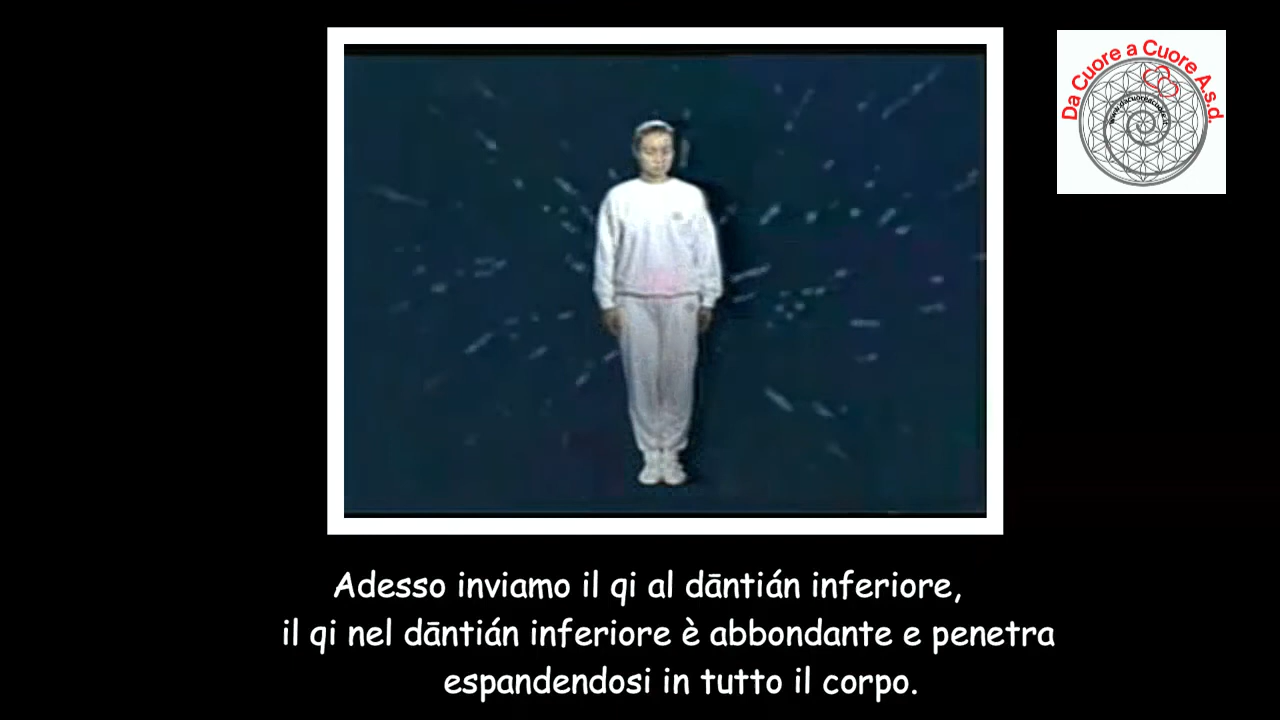 Da Cuore a Cuore A.s.d.
Adesso inviamo il qi al dāntián inferiore,
il qi nel dāntián inferiore è abbondante e penetra
espandendosi in tutto il corpo.